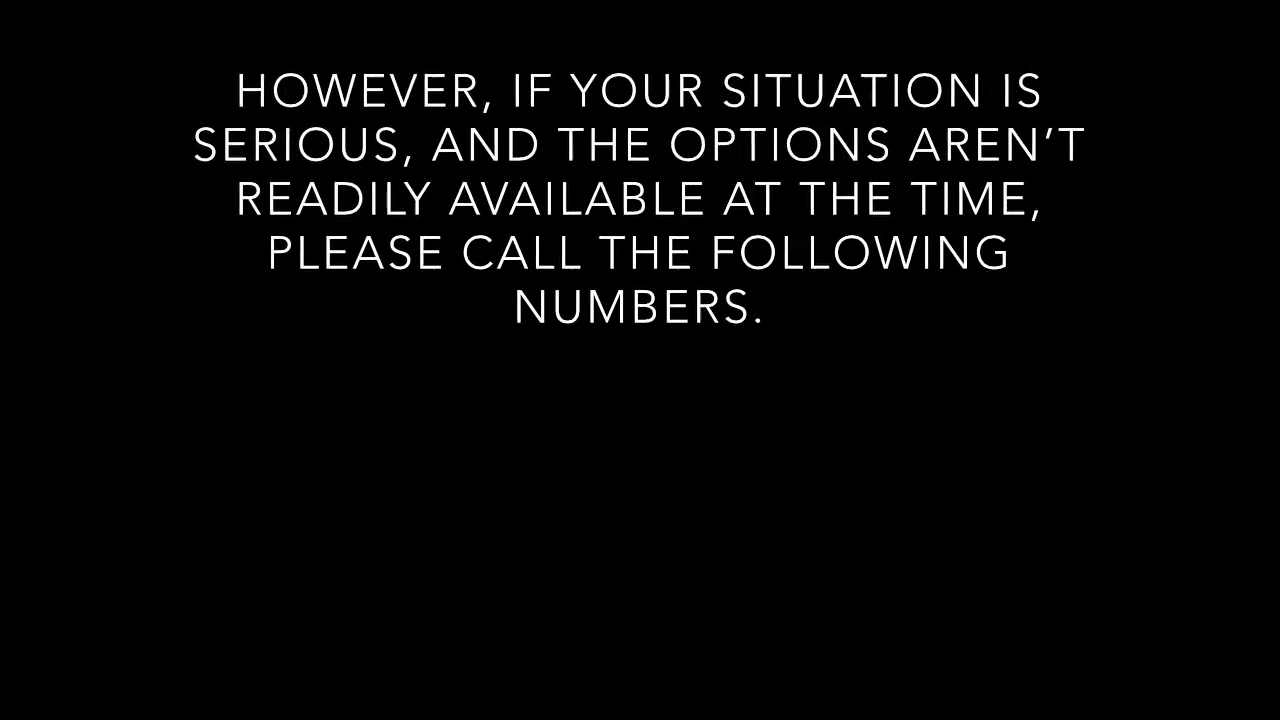 HOWEVER, IF YOUR SITUATION IS
SERIOUS, AND THE OPTIONS AREN’T
READILY AVAILABLE AT THE TIME,
PLEASE CALL THE FOLLOWING
NUMBERS.